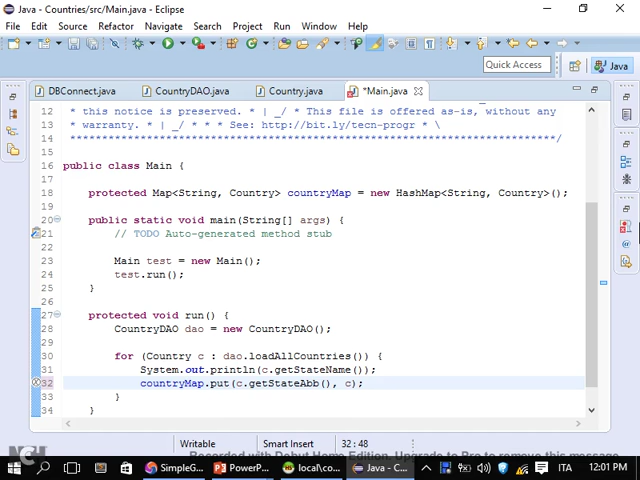 Java - Countries/src/Main.java - Eclipse
File Edit Source Refactor Navigate Search Project Run Window Help
Quick Access
Java
DBConnect.java CountryDAO.java Country.java *Main.java
12 * this notice is preserved. * | _/ * This file is offered as-is, without any
13 * warranty. * | _/ * * * See: http://bit.ly/tecn-progr * \
14 *****************************************************************/
15
16 public class Main {
17
18 protected Map<String, Country> countryMap = new HashMap<String, Country>();
19
20 public static void main(String[] args) {
21 // TODO Auto-generated method stub
22
23 Main test = new Main();
24 test.run();
25 }
26
27 protected void run() {
28 CountryDAO dao = new CountryDAO();
29
30 for (Country c : dao.loadAllCountries()) {
31 System.out.println(c.getStateName());
32 countryMap.put(c.getStateAbb(), c);
33 }
34 }
Writable Smart Insert 32 : 48
NCH Recorded with Debut Home Edition. Upgrade to Pro to remove this message
SimpleG... PowerP... local\co... Java - C... ITA 12:01 PM